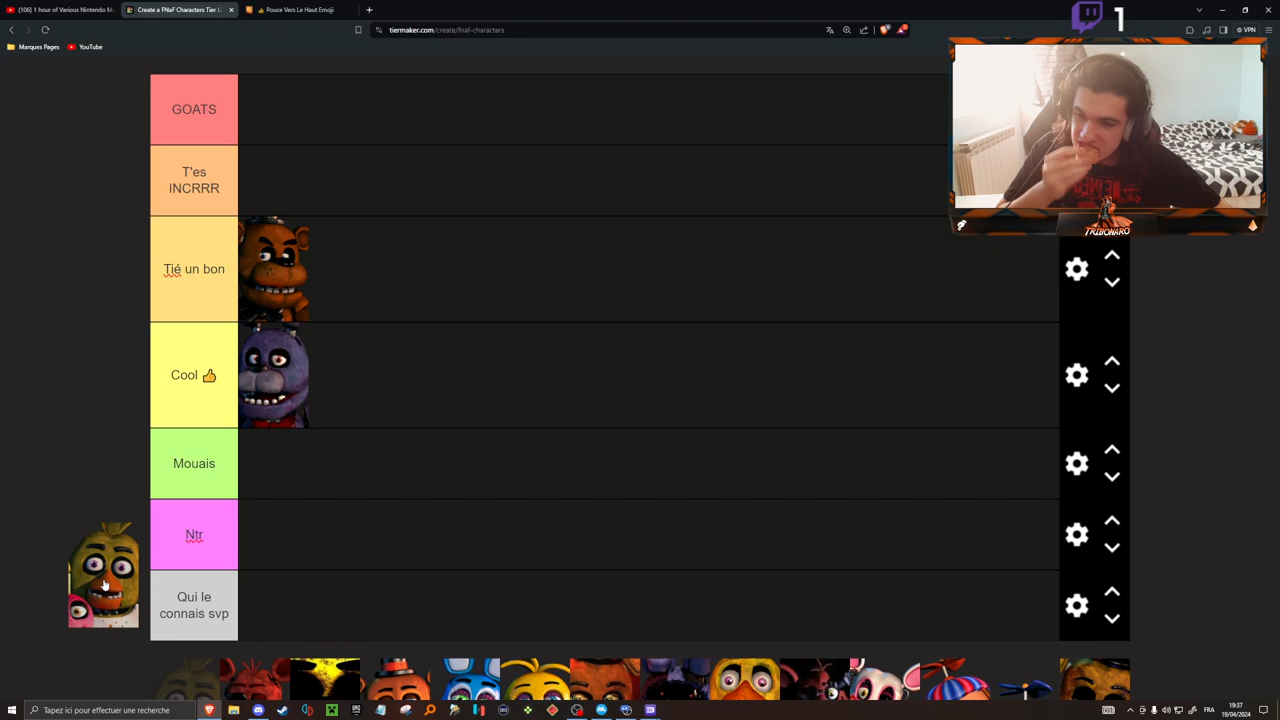 (106) 1 hour of Various Nintendo M
Create a FNaF Characters Tier L
Pouce Vers Le Haut Emoji
1
tiermaker.com/create/fnaf-characters
VPN
Marques Pages
YouTube
GOATS
T'es
INCRRR
Tié un bon
Cool 👍
Mouais
Ntr
Qui le
connais svp
TRIBONARO
Tapez ici pour effectuer une recherche
FRA
19:37
19/04/2024